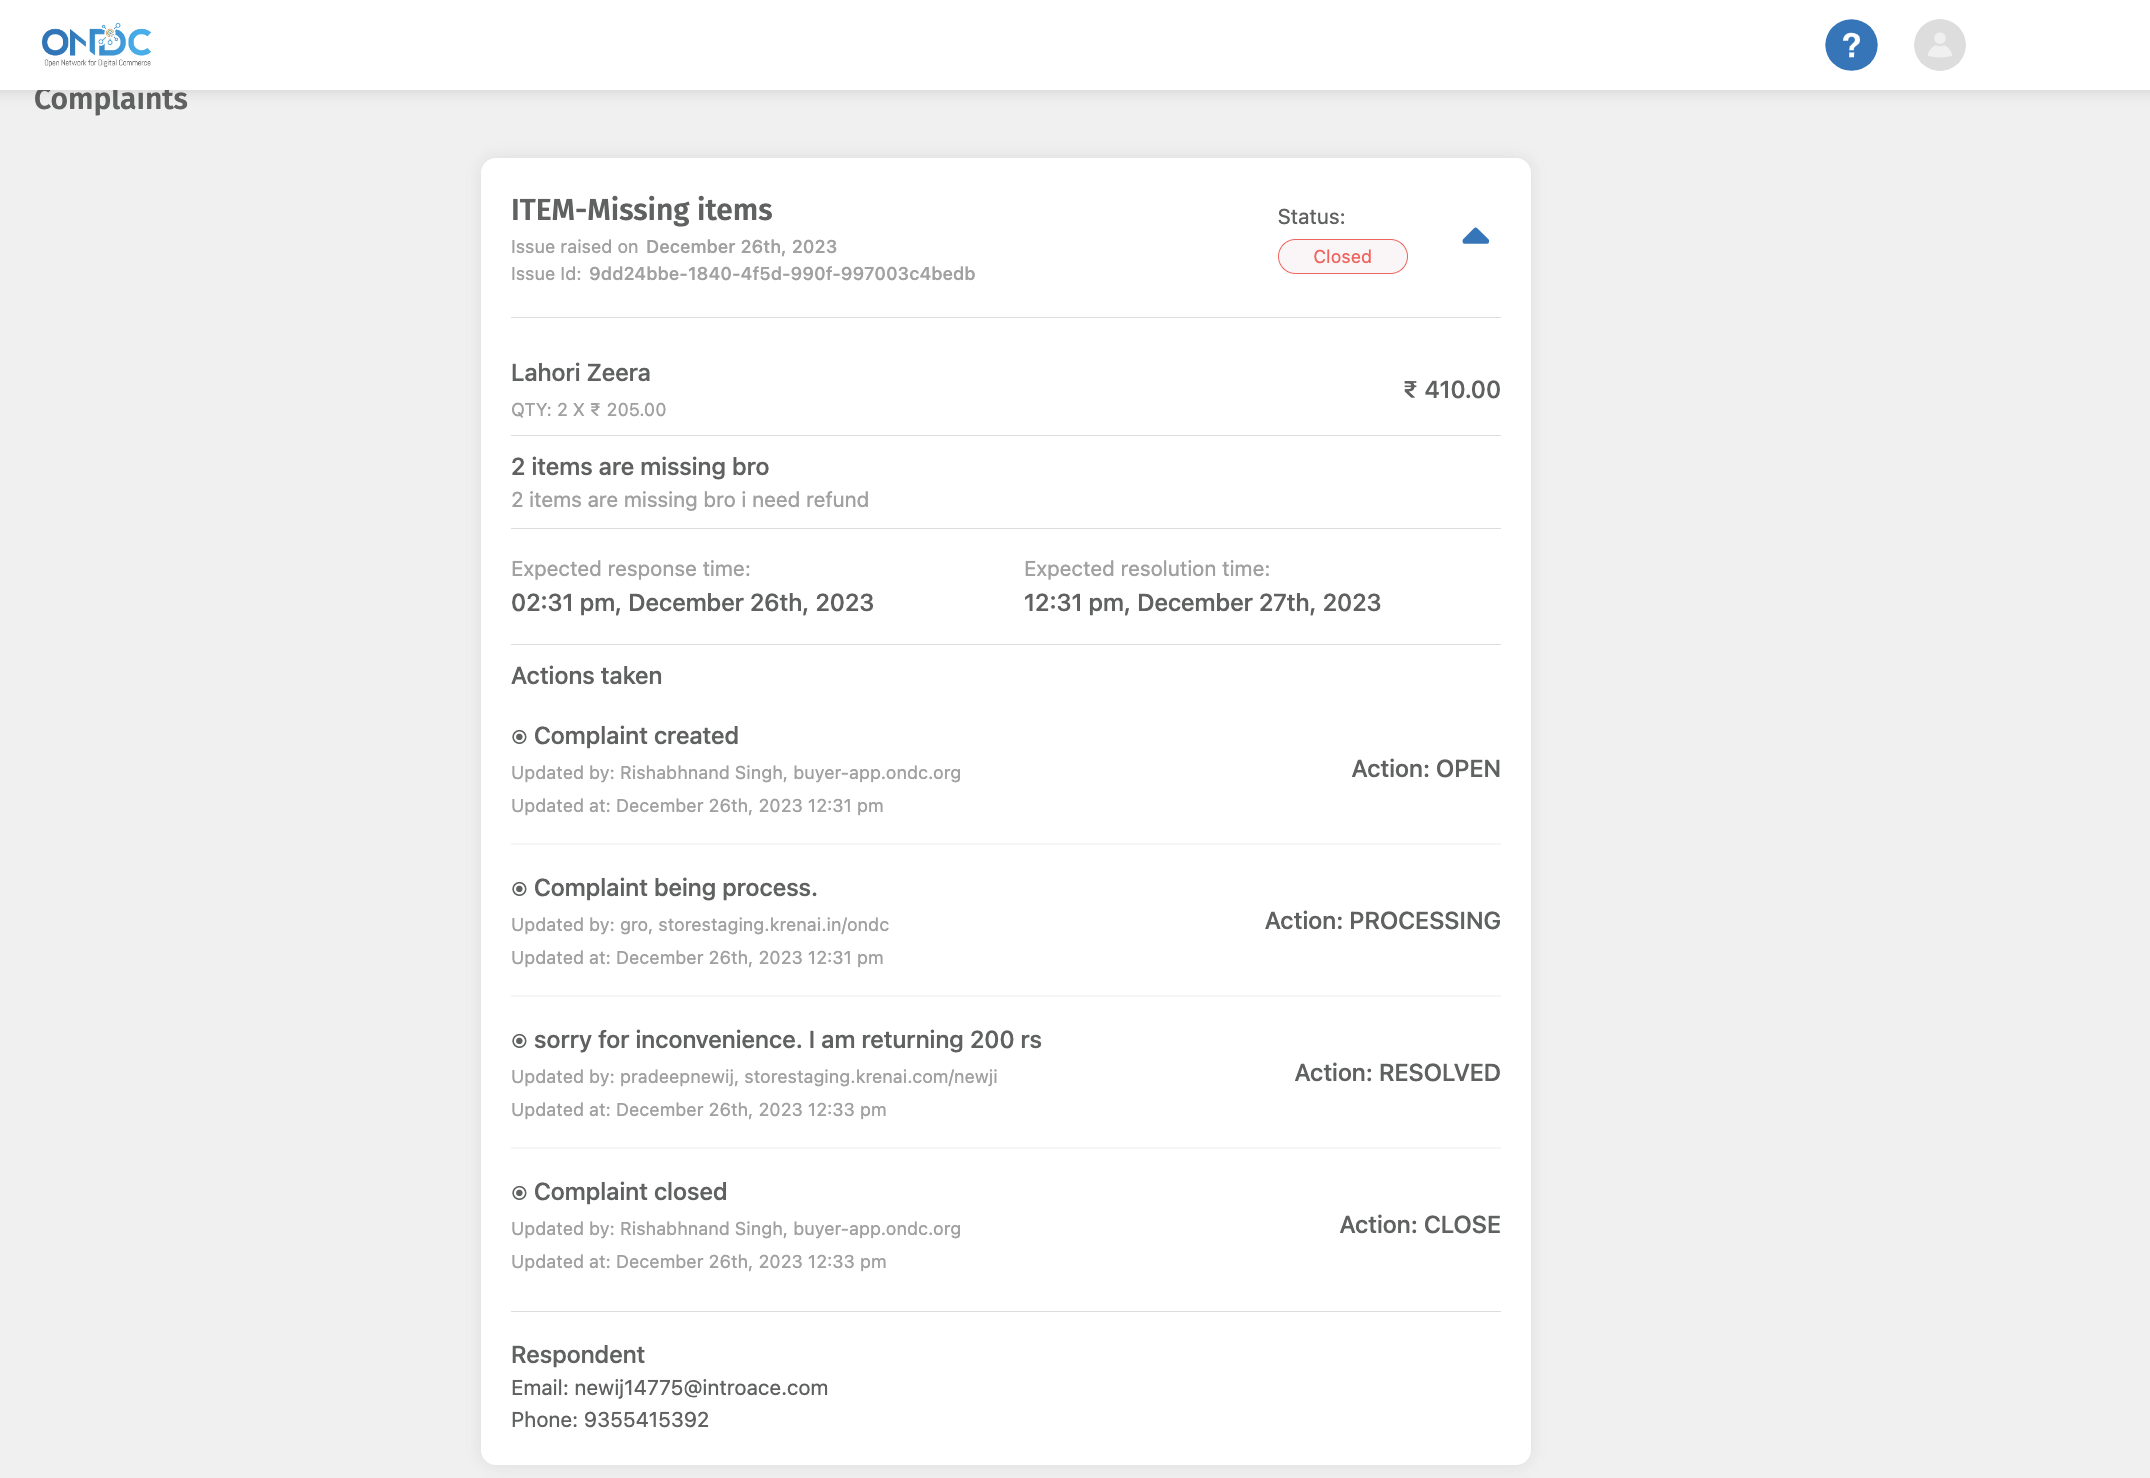 ONDC
Open Network for Digital Commerce
?
Complaints
ITEM-Missing items
Issue raised on December 26th, 2023
Issue Id: 9dd24bbe-1840-4f5d-990f-997003c4bedb
Status:
Closed
Lahori Zeera
QTY: 2 X ₹ 205.00
₹ 410.00
2 items are missing bro
2 items are missing bro i need refund
Expected response time:
02:31 pm, December 26th, 2023
Expected resolution time:
12:31 pm, December 27th, 2023
Actions taken
Complaint created
Updated by: Rishabhnand Singh, buyer-app.ondc.org
Updated at: December 26th, 2023 12:31 pm
Action: OPEN
Complaint being process.
Updated by: gro, storestaging.krenai.in/ondc
Updated at: December 26th, 2023 12:31 pm
Action: PROCESSING
sorry for inconvenience. I am returning 200 rs
Updated by: pradeepnewij, storestaging.krenai.com/newji
Updated at: December 26th, 2023 12:33 pm
Action: RESOLVED
Complaint closed
Updated by: Rishabhnand Singh, buyer-app.ondc.org
Updated at: December 26th, 2023 12:33 pm
Action: CLOSE
Respondent
Email: newij14775@introace.com
Phone: 9355415392